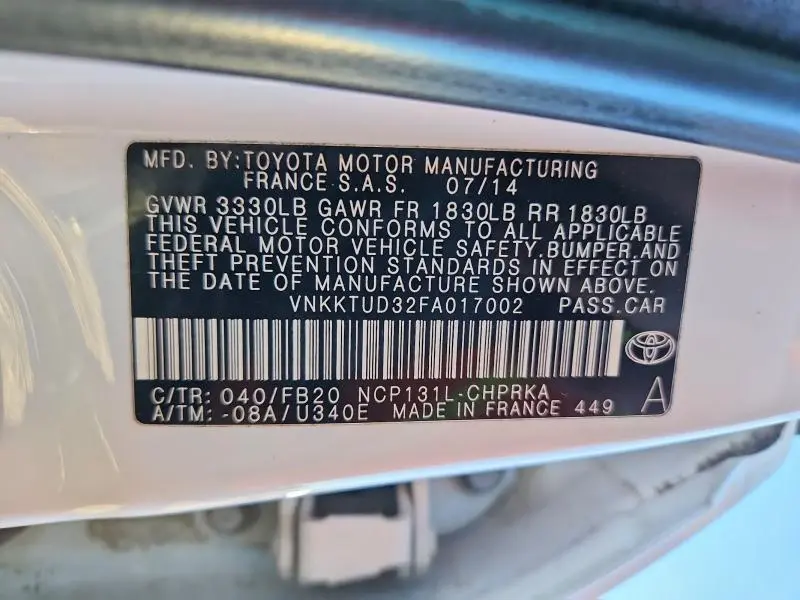 MFD. BY:TOYOTA MOTOR MANUFACTURING
FRANCE S.A.S. 07/14
GVWR 3330LB GAWR FR 1830LB RR 1830LB
THIS VEHICLE CONFORMS TO ALL APPLICABLE
FEDERAL MOTOR VEHICLE SAFETY,BUMPER,AND
THEFT PREVENTION STANDARDS IN EFFECT ON
THE DATE OF MANUFACTURE SHOWN ABOVE.
VNKKTUD32FA017002 PASS.CAR
C/TR: 040/FB20 NCP131L-CHPRKA
A/TM: -08A/U340E MADE IN FRANCE 449 A